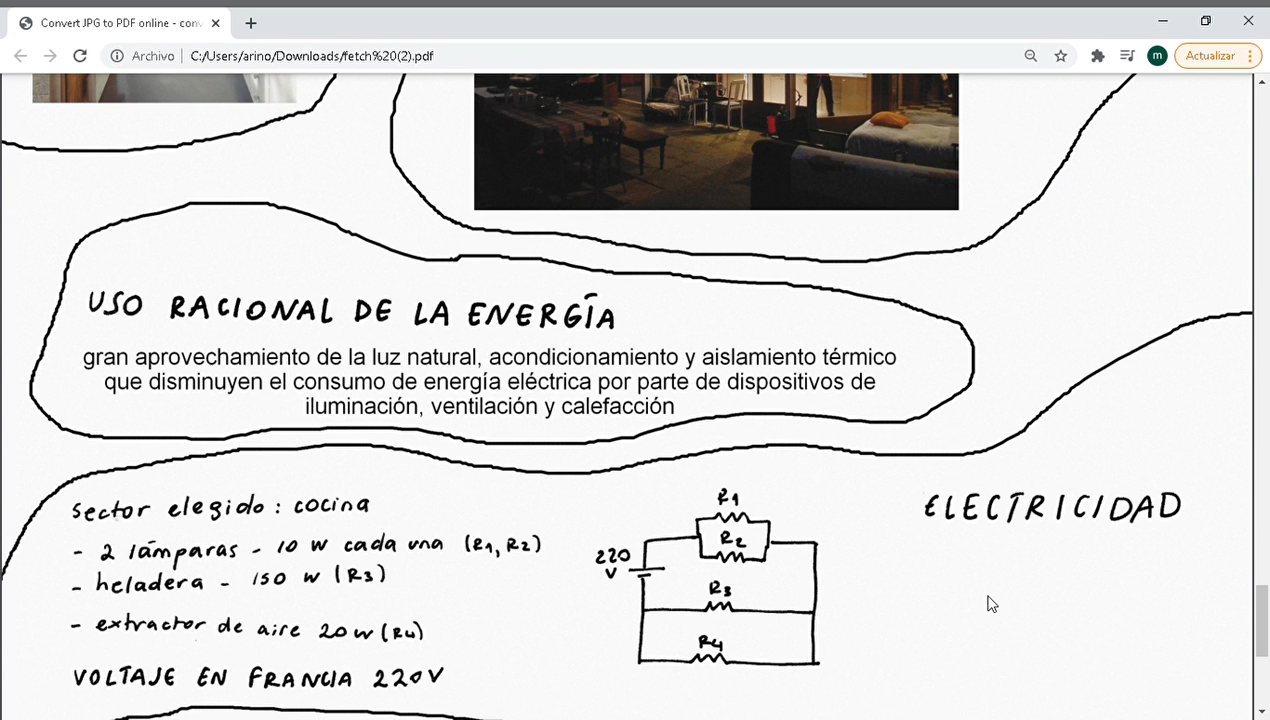 Convert JPG to PDF online - con
Archivo
C:/Users/arino/Downloads/fetch%20(2).pdf
m
Actualizar
USO RACIONAL DE LA ENERGÍA
gran aprovechamiento de la luz natural, acondicionamiento y aislamiento térmico
que disminuyen el consumo de energía eléctrica por parte de dispositivos de
iluminación, ventilación y calefacción
sector elegido: cocina
- 2 lámparas - 10 W cada una (R1, R2)
- heladera - 150 W (R3)
- extractor de aire 20W (R4)
VOLTAJE EN FRANCIA 220V
R1
R2
220
V
R3
R4
ELECTRICIDAD